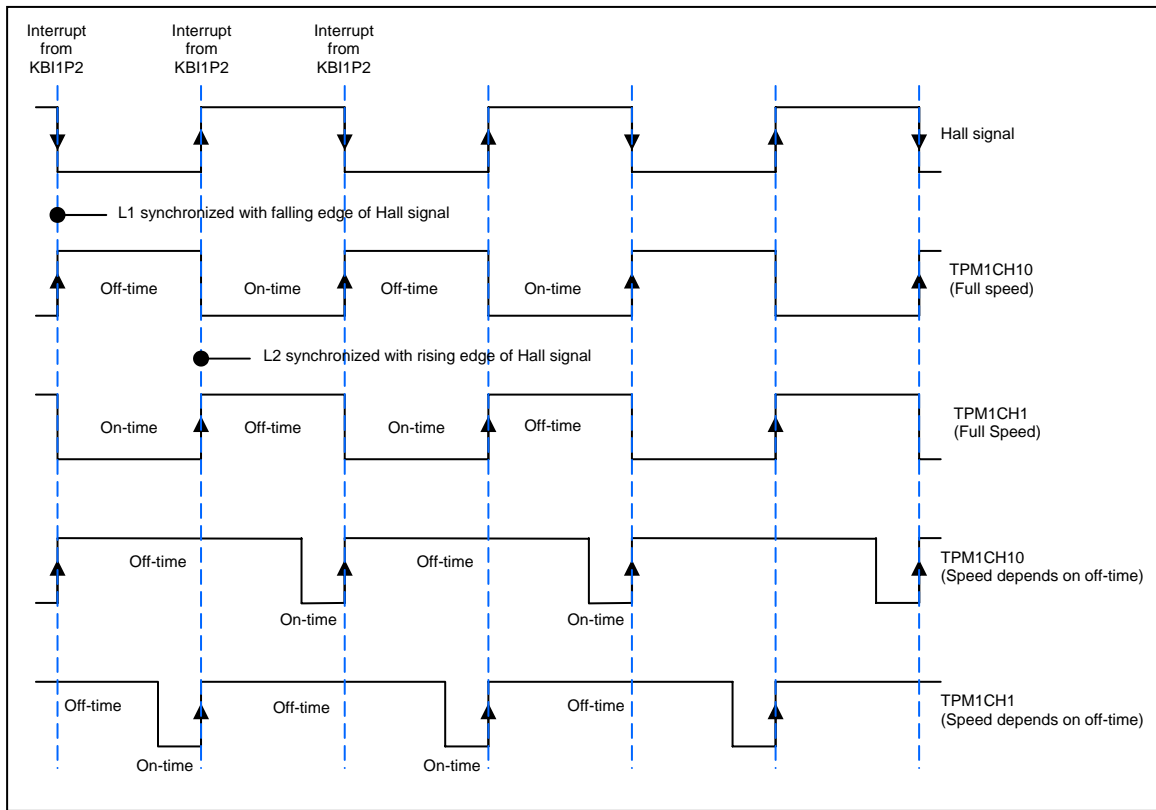 Interrupt
from
KBI1P2
Interrupt
from
KBI1P2
Interrupt
from
KBI1P2
Hall signal
L1 synchronized with falling edge of Hall signal
Off-time
On-time
Off-time
On-time
TPM1CH10
(Full speed)
L2 synchronized with rising edge of Hall signal
On-time
Off-time
On-time
Off-time
TPM1CH1
(Full Speed)
Off-time
On-time
Off-time
On-time
TPM1CH10
(Speed depends on off-time)
Off-time
On-time
Off-time
On-time
Off-time
TPM1CH1
(Speed depends on off-time)